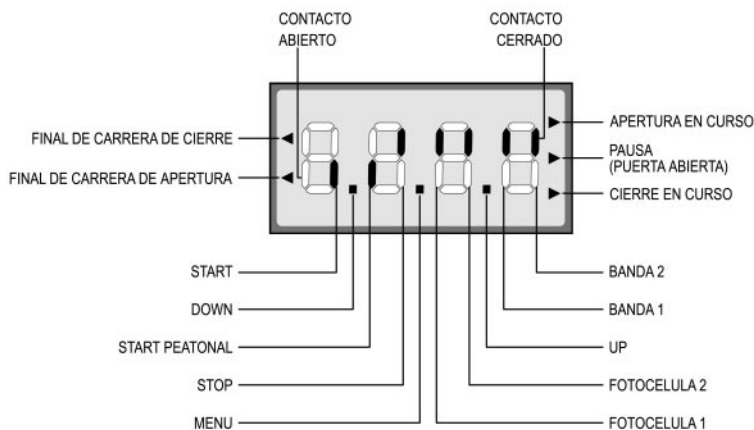 CONTACTO
ABIERTO
CONTACTO
CERRADO
FINAL DE CARRERA DE CIERRE
FINAL DE CARRERA DE APERTURA
APERTURA EN CURSO
PAUSA
(PUERTA ABIERTA)
CIERRE EN CURSO
START
DOWN
START PEATONAL
STOP
MENU
BANDA 2
BANDA 1
UP
FOTOCELULA 2
FOTOCELULA 1